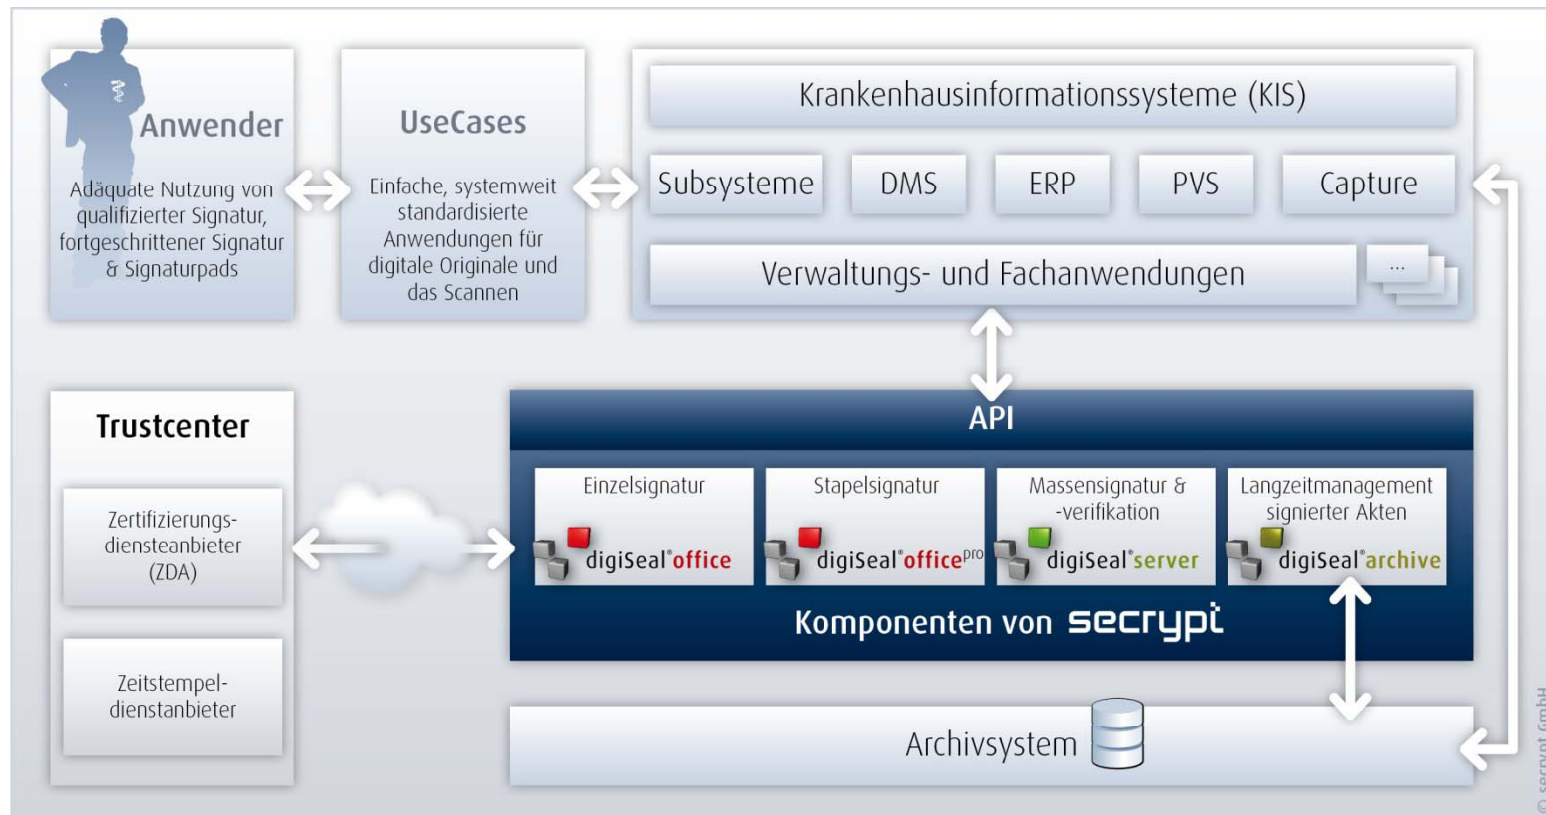 Anwender
Adäquate Nutzung von
qualifizierter Signatur,
fortgeschrittener Signatur
& Signaturpads
UseCases
Einfache, systemweit
standardisierte
Anwendungen für
digitale Originale und
das Scannen
Krankenhausinformationssysteme (KIS)
Subsysteme
DMS
ERP
PVS
Capture
Verwaltungs- und Fachanwendungen
...
Trustcenter
Zertifizierungs-
diensteanbieter
(ZDA)
Zeitstempel-
dienstanbieter
API
Einzelsignatur
digiSeal®office
Stapelsignatur
digiSeal®officepro
Massensignatur &
-verifikation
digiSeal®server
Langzeitmanagement
signierter Akten
digiSeal®archive
Komponenten von secrypt
Archivsystem
© secrypt GmbH